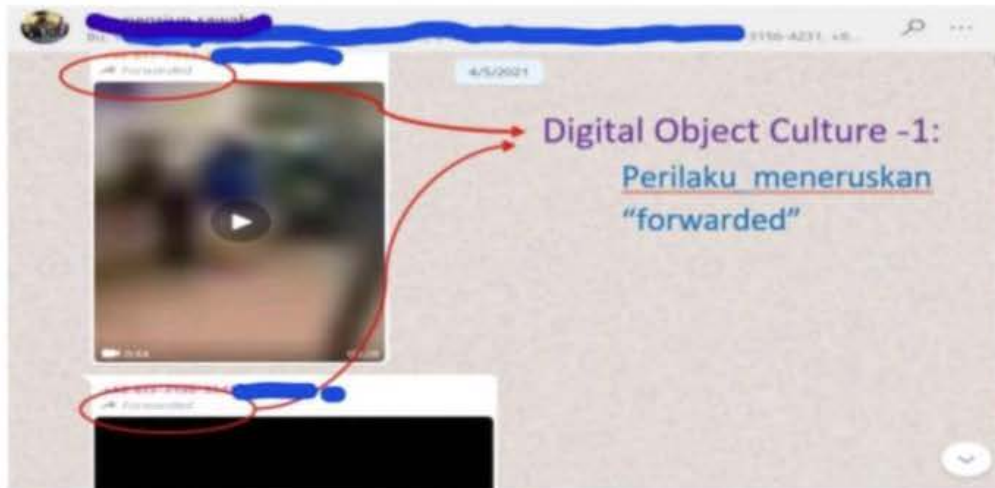 Forwarded
4/5/2021
Digital Object Culture -1:
Perilaku meneruskan
“forwarded”
Forwarded